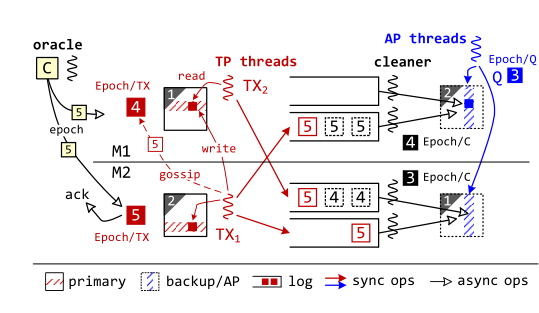 oracle
C
5
epoch
5
ack
Epoch/TX
4
5
gossip
M1
M2
5
Epoch/TX
TP threads
read
TX2
1
write
2
TX1
cleaner
5 5 5
4 Epoch/C
3 Epoch/C
5 4 4
5
AP threads
Epoch/Q
Q 3
2
1
primary backup/AP log sync ops async ops